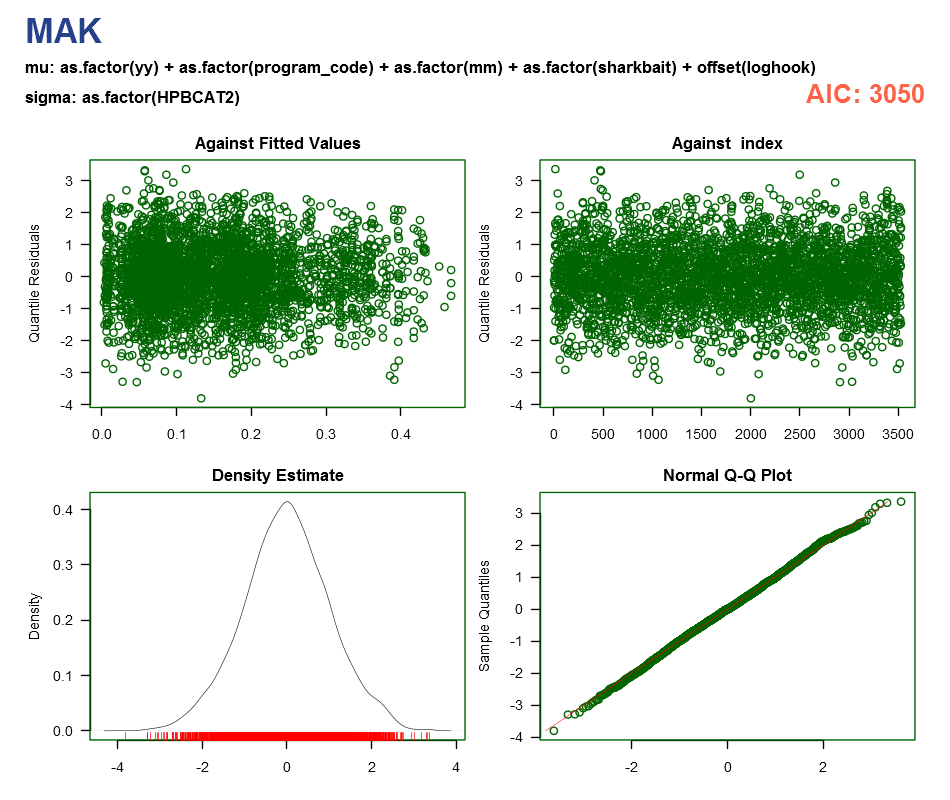 MAK
mu: as.factor(yy) + as.factor(program_code) + as.factor(mm) + as.factor(sharkbait) + offset(loghook)
sigma: as.factor(HPBCAT2)
AIC: 3050
Against Fitted Values
Quantile Residuals
3
2
1
0
-1
-2
-3
-4
0.0 0.1 0.2 0.3 0.4
Against  index
Quantile Residuals
3
2
1
0
-1
-2
-3
-4
0 500 1000 1500 2000 2500 3000 3500
Density Estimate
Density
0.4
0.3
0.2
0.1
0.0
-4 -2 0 2 4
Normal Q-Q Plot
Sample Quantiles
3
2
1
0
-1
-2
-3
-4
-2 0 2